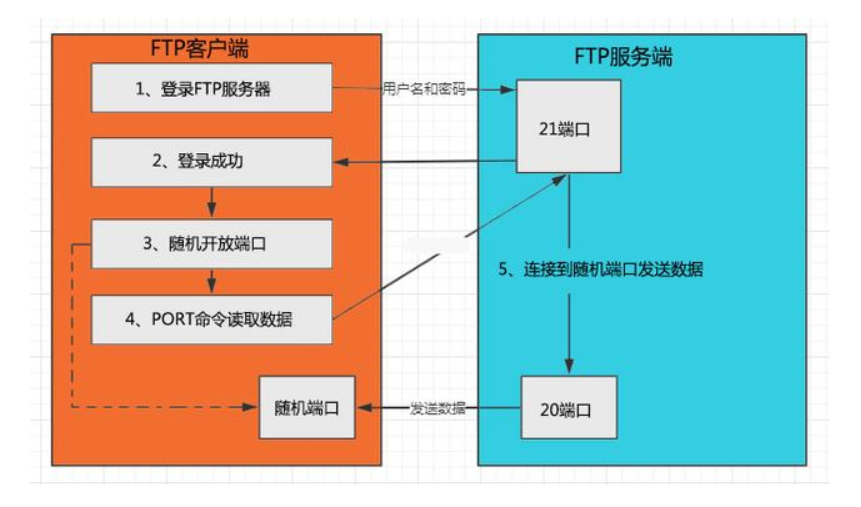 FTP客户端
FTP服务端
1、登录FTP服务器
用户名和密码
21端口
2、登录成功
3、随机开放端口
5、连接到随机端口发送数据
4、PORT命令读取数据
随机端口
发送数据
20端口